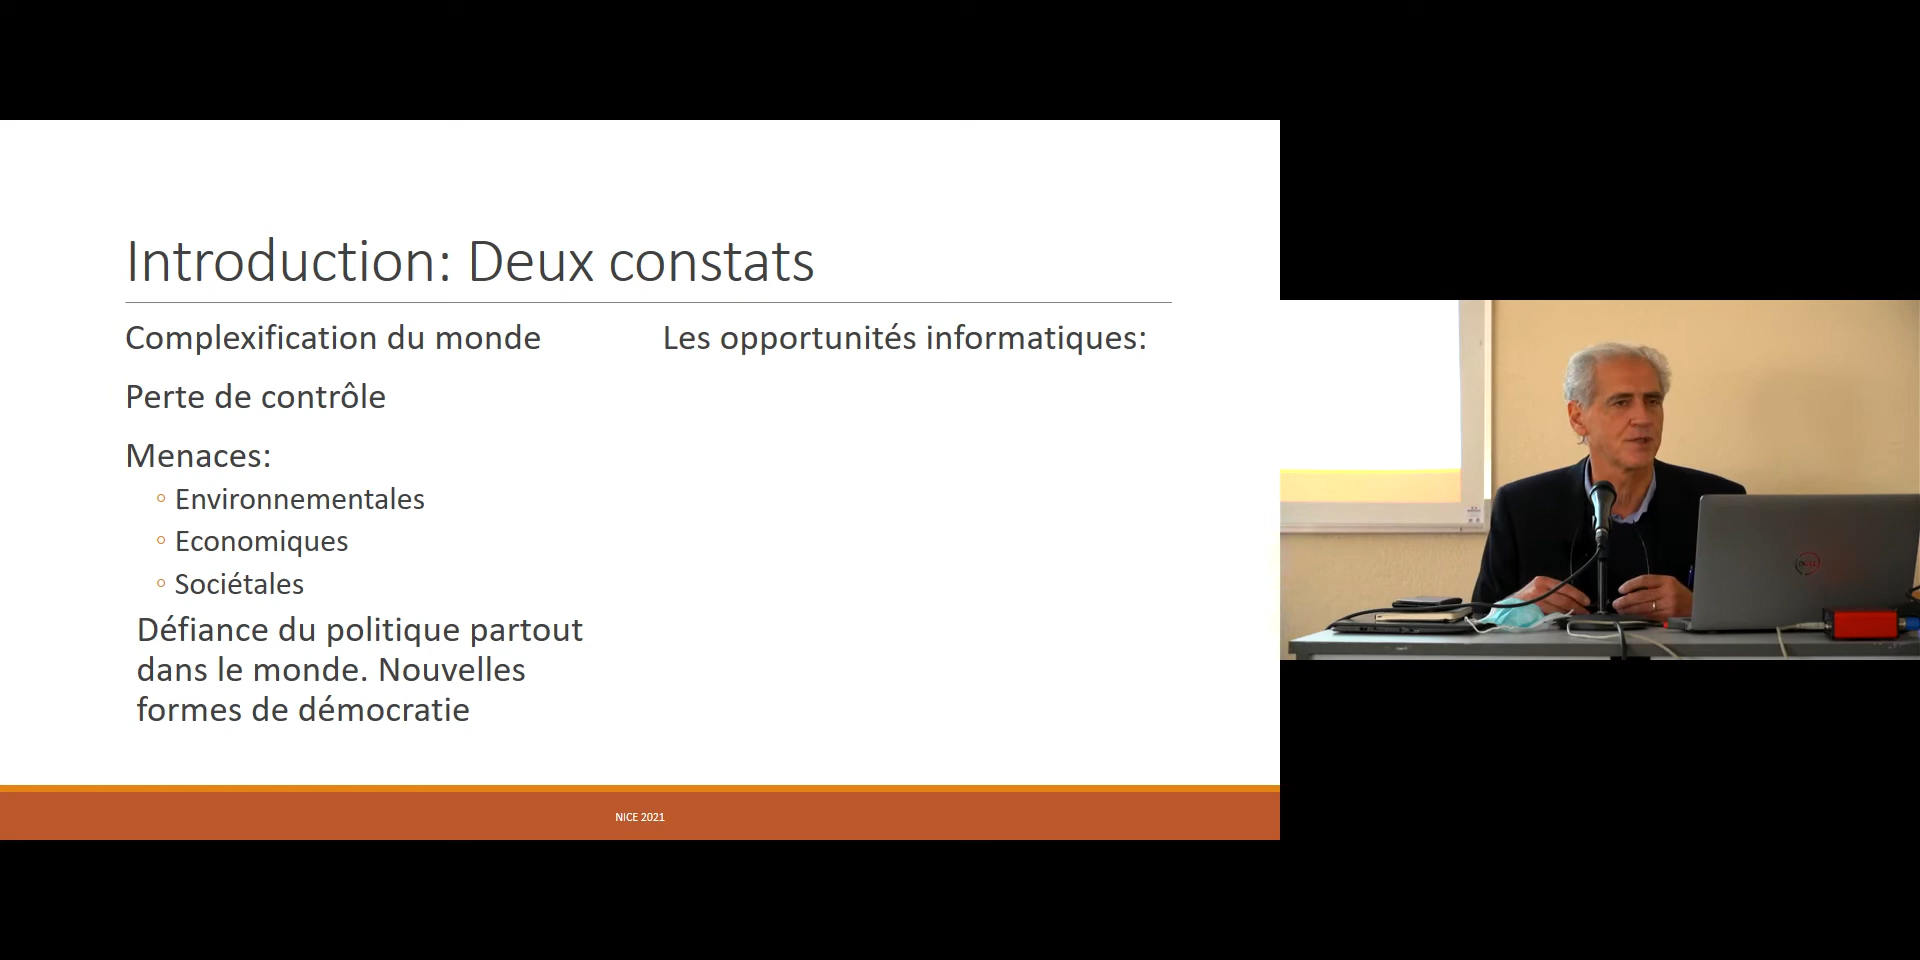 Introduction: Deux constats
Complexification du monde
Perte de contrôle
Menaces:
Environnementales
Economiques
Sociétales
Défiance du politique partout
dans le monde. Nouvelles
formes de démocratie
Les opportunités informatiques:
NICE 2021
DELL